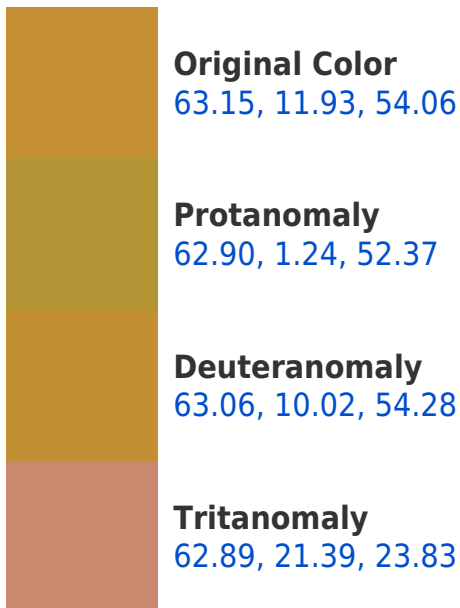 Original Color
63.15, 11.93, 54.06
Protanomaly
62.90, 1.24, 52.37
Deuteranomaly
63.06, 10.02, 54.28
Tritanomaly
62.89, 21.39, 23.83